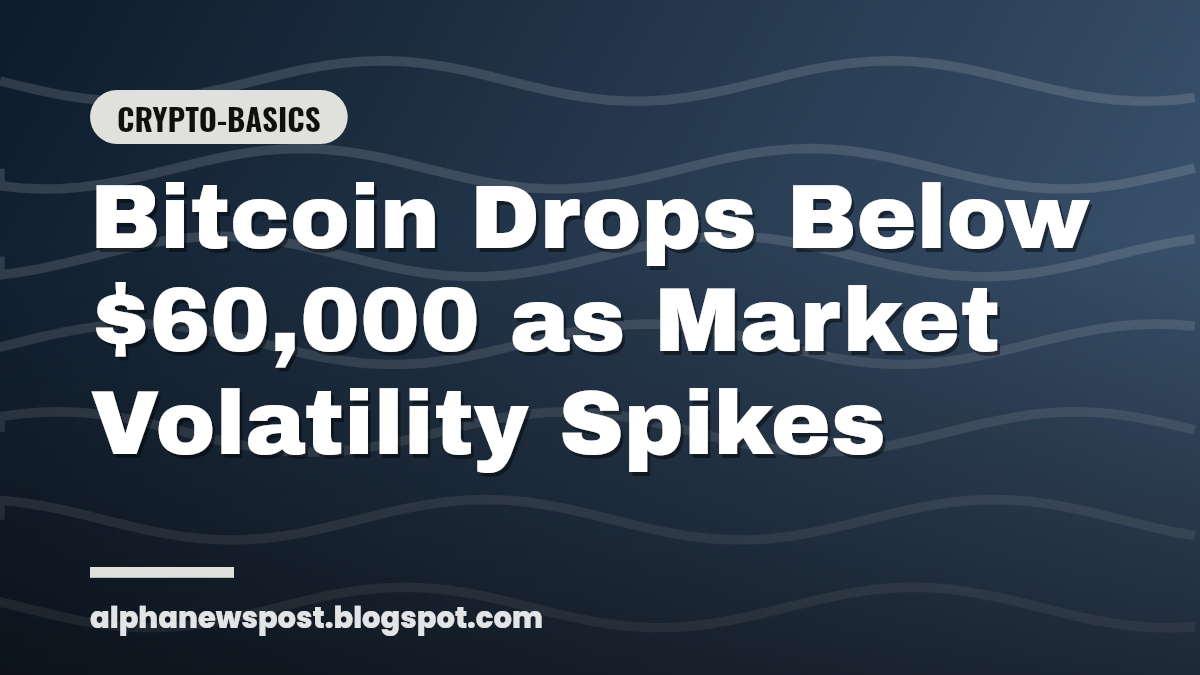 CRYPTO-BASICS
Bitcoin Drops Below
$60,000 as Market
Volatility Spikes
alphanewspost.blogspot.com